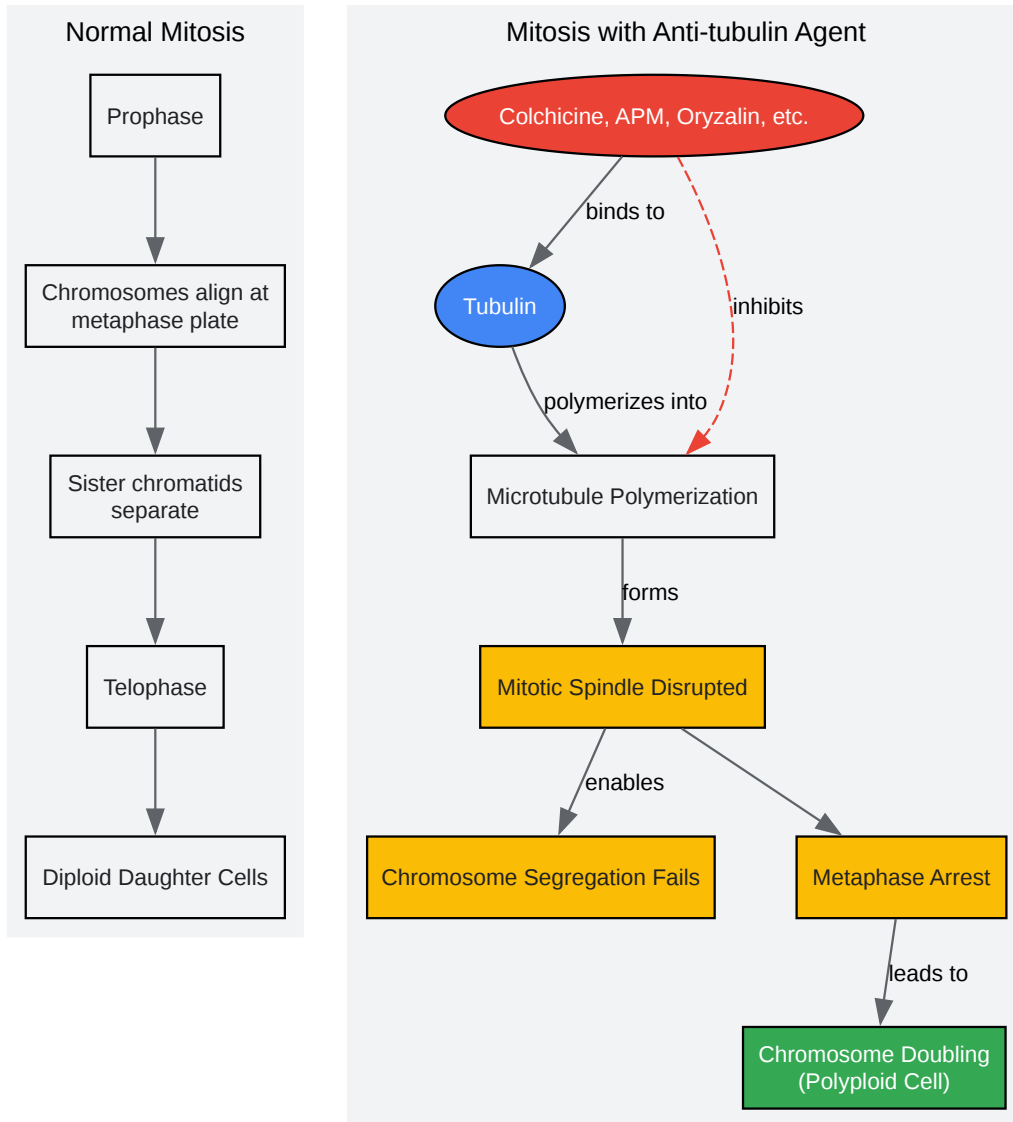 Normal Mitosis
Prophase
Chromosomes align at
metaphase plate
Sister chromatids
separate
Telophase
Diploid Daughter Cells
Mitosis with Anti-tubulin Agent
Colchicine, APM, Oryzalin, etc.
binds to
inhibits
Tubulin
polymerizes into
Microtubule Polymerization
forms
Mitotic Spindle Disrupted
enables
Chromosome Segregation Fails
Metaphase Arrest
leads to
Chromosome Doubling
(Polyploid Cell)